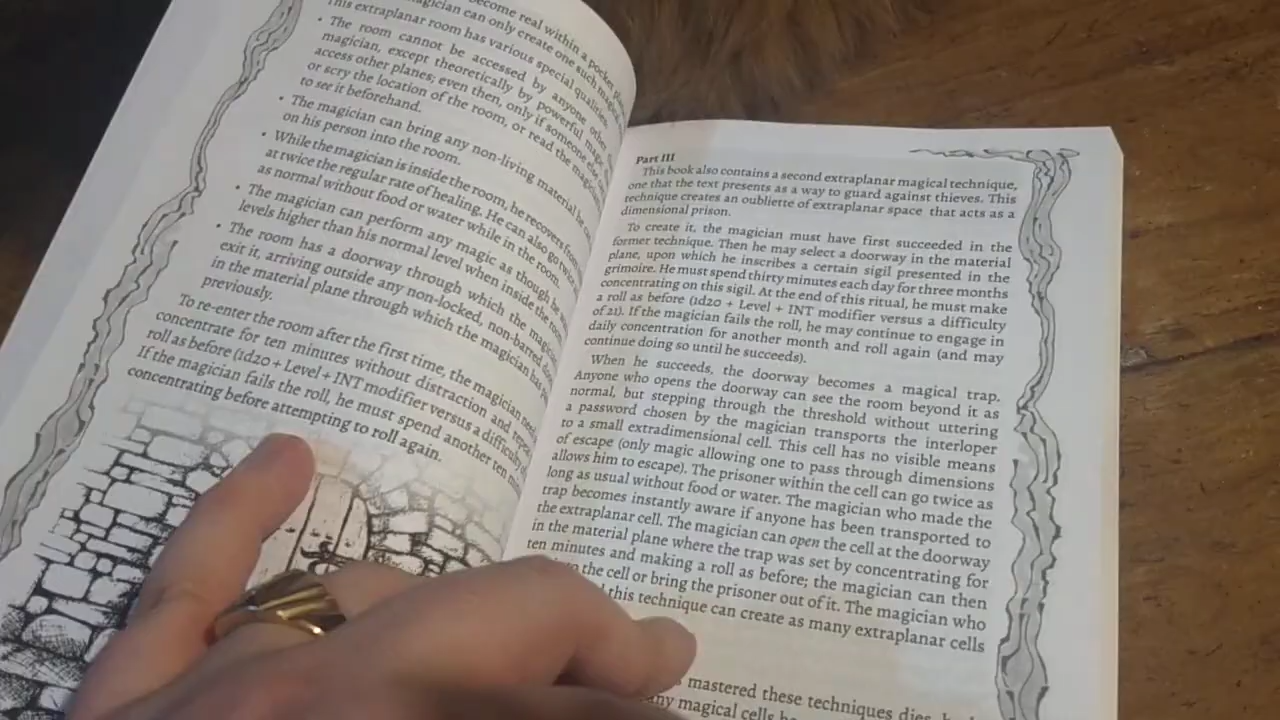 ecome real within a pocket
agician can only create one such
This extraplanar room has various special qualities.
• The room cannot be accessed by anyone other
magician, except theoretically by powerful magic
access other planes; even then, only if someone else
or scry the location of the room, or read the
to see it beforehand.
• The magician can bring any non-living material he
on his person into the room.
• While the magician is inside the room, he recovers from
at twice the regular rate of healing. He can also go twice
as normal without food or water while in the room.
• The magician can perform any magic as though he
levels higher than his normal level when inside the room
• The room has a doorway through which the magician
exit it, arriving outside any non-locked, non-barred
in the material plane through which the magician has
previously.
To re-enter the room after the first time, the magician
concentrate for ten minutes without distraction and
roll as before (1d20 + Level + INT modifier versus a difficulty
If the magician fails the roll, he must spend another ten
concentrating before attempting to roll again.
Part III
This book also contains a second extraplanar magical technique,
one that the text presents as a way to guard against thieves. This
technique creates an oubliette of extraplanar space that acts as a
dimensional prison.
To create it, the magician must have first succeeded in the
former technique. Then he may select a doorway in the material
plane, upon which he inscribes a certain sigil presented in the
grimoire. He must spend thirty minutes each day for three months
concentrating on this sigil. At the end of this ritual, he must make
a roll as before (1d20 + Level + INT modifier versus a difficulty
of 21). If the magician fails the roll, he may continue to engage in
daily concentration for another month and roll again (and may
continue doing so until he succeeds).
When he succeeds, the doorway becomes a magical trap.
Anyone who opens the doorway can see the room beyond it as
normal, but stepping through the threshold without uttering
a password chosen by the magician transports the interloper
to a small extradimensional cell. This cell has no visible means
of escape (only magic allowing one to pass through dimensions
allows him to escape). The prisoner within the cell can go twice as
long as usual without food or water. The magician who made the
trap becomes instantly aware if anyone has been transported to
the extraplanar cell. The magician can open the cell at the doorway
in the material plane where the trap was set by concentrating for
ten minutes and making a roll as before; the magician can then
the cell or bring the prisoner out of it. The magician who
this technique can create as many extraplanar cells
mastered these techniques dies,
any magical cells